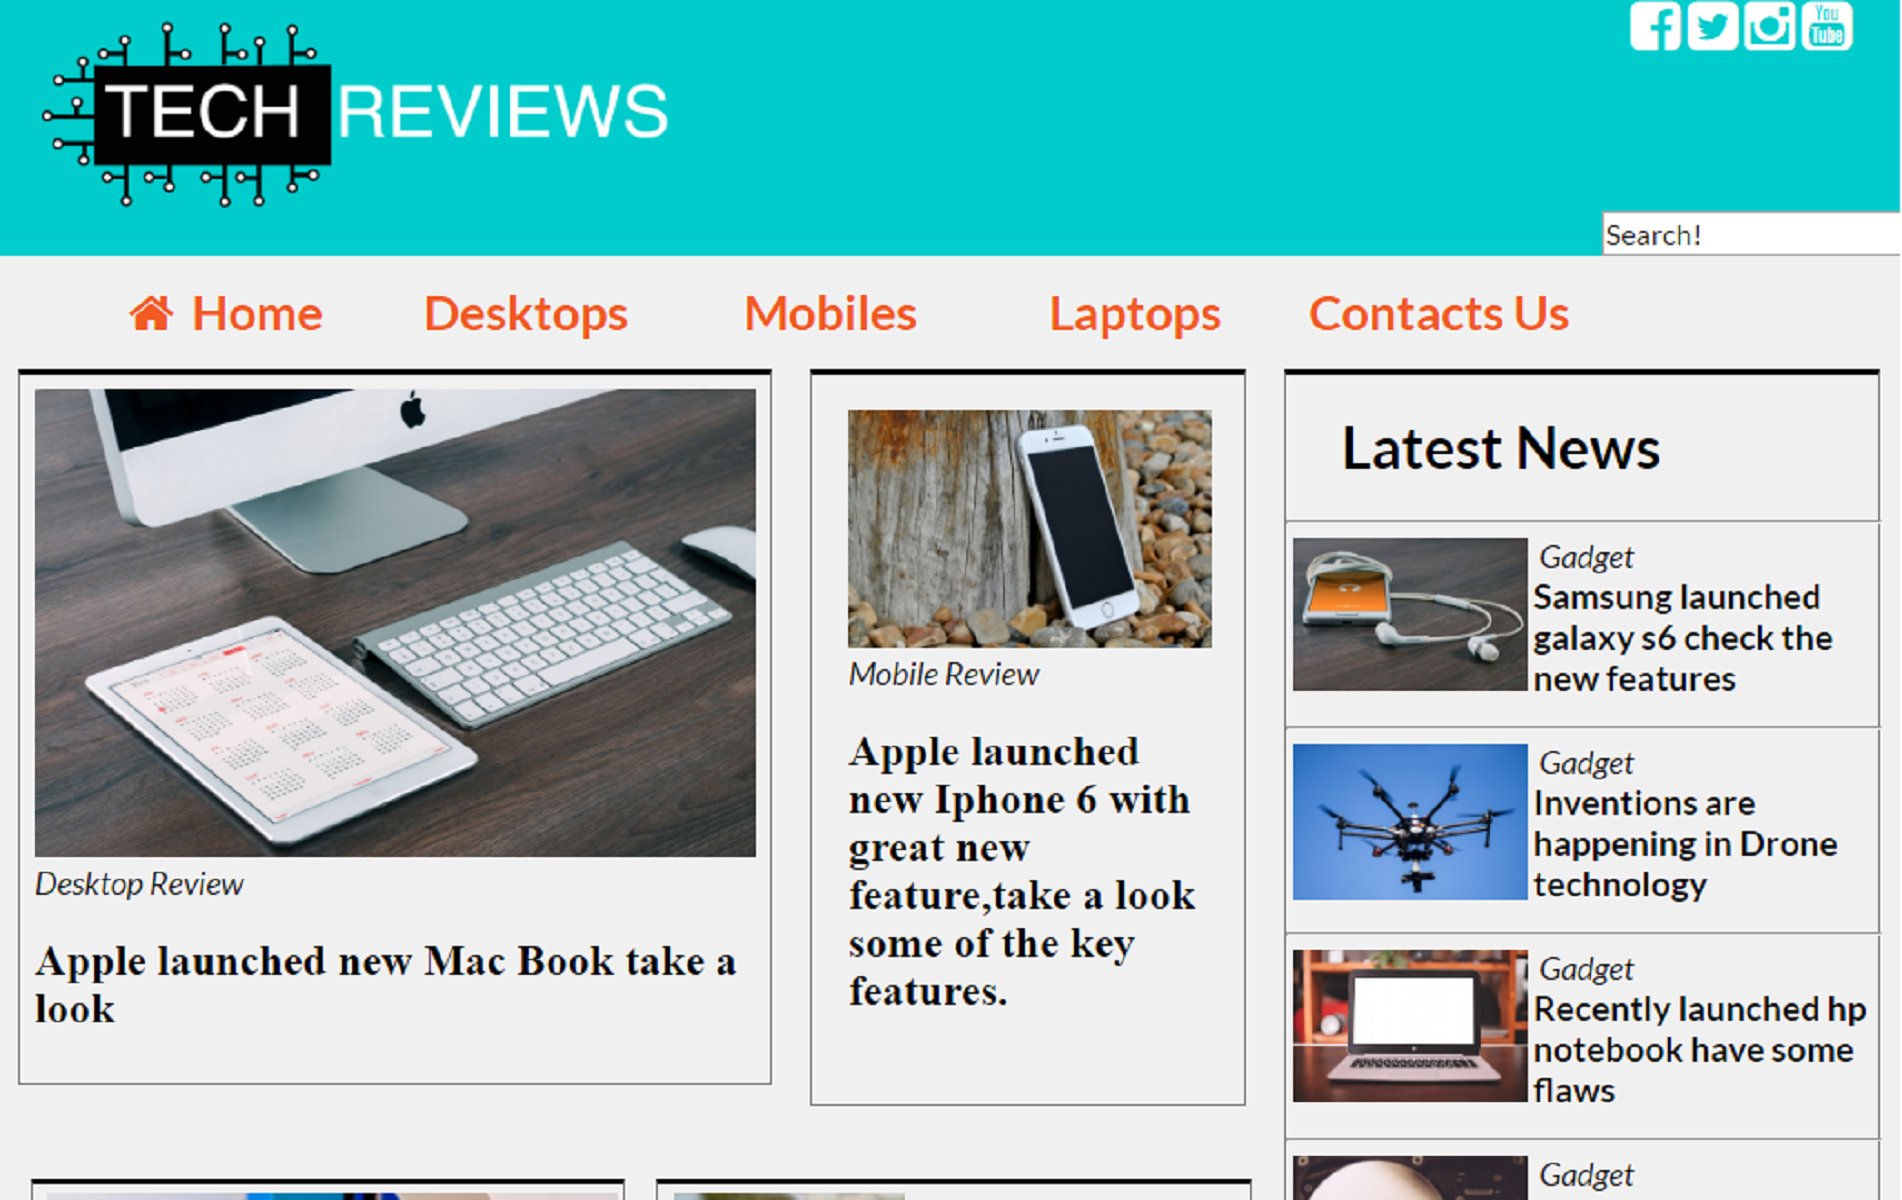 TECH REVIEWS
You
Tube
Search!
Home Desktops Mobiles Laptops Contacts Us
Desktop Review
Apple launched new Mac Book take a
look
Mobile Review
Apple launched
new Iphone 6 with
great new
feature,take a look
some of the key
features.
Latest News
Gadget
Samsung launched
galaxy s6 check the
new features
Gadget
Inventions are
happening in Drone
technology
Gadget
Recently launched hp
notebook have some
flaws
Gadget